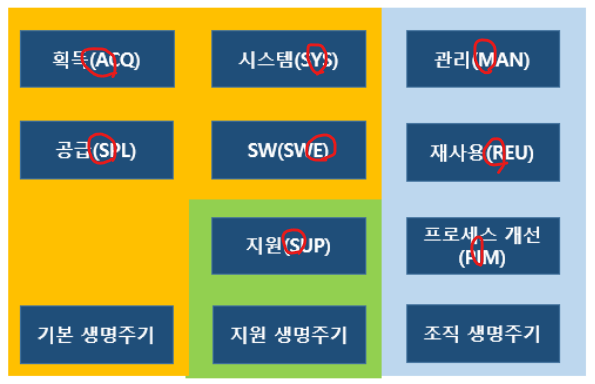 획득(ACQ)
시스템(SYS)
관리(MAN)
공급(SPL)
SW(SWE)
재사용(REU)
지원(SUP)
프로세스 개선
(PIM)
기본 생명주기
지원 생명주기
조직 생명주기